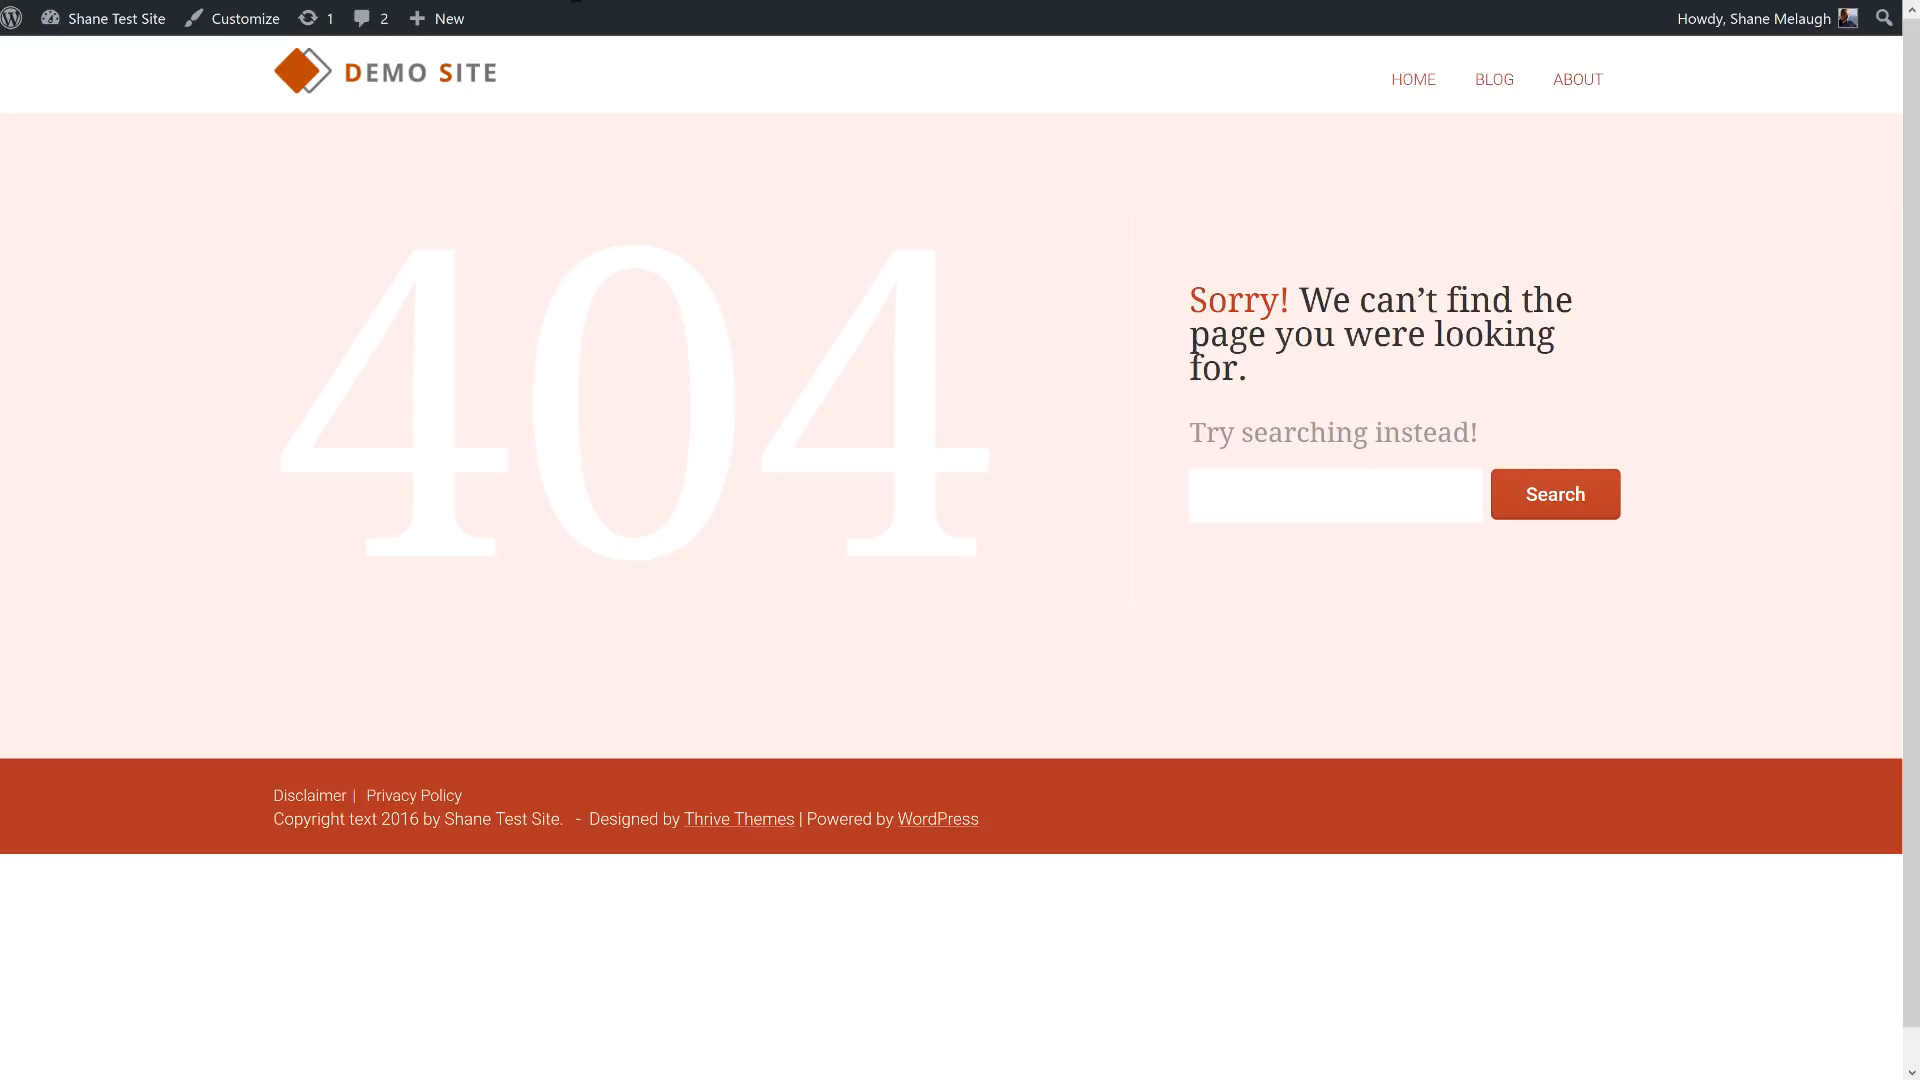 Shane Test Site Customize 1 2 New Howdy, Shane Melaugh
DEMO SITE
HOME BLOG ABOUT
404
Sorry! We can’t find the
page you were looking
for.
Try searching instead!
Search
Disclaimer | Privacy Policy
Copyright text 2016 by Shane Test Site. - Designed by Thrive Themes | Powered by WordPress